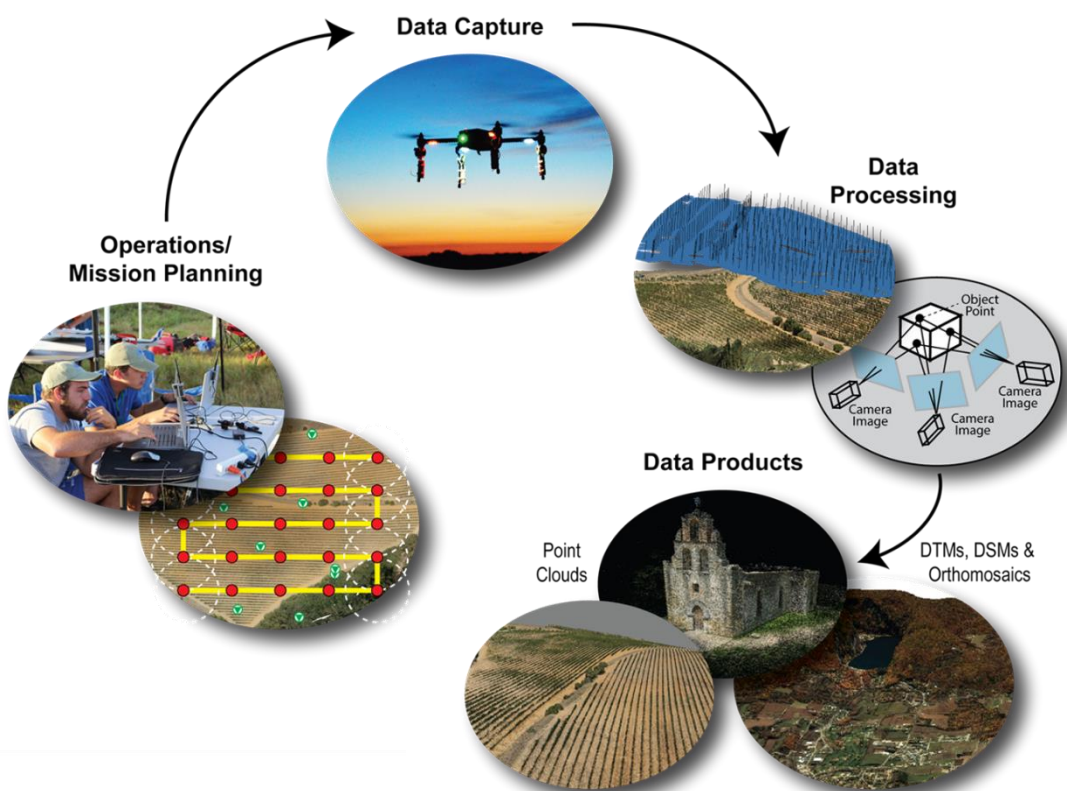 Data Capture
Data
Processing
Operations/
Mission Planning
Object
Point
Camera
Image
Camera
Image
Camera
Image
Data Products
Point
Clouds
DTMs, DSMs &
Orthomosaics